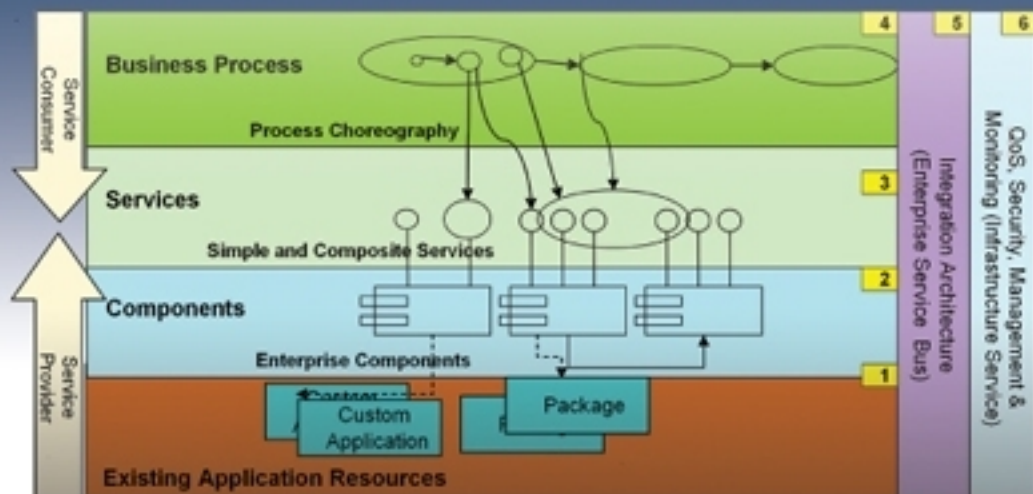 4
5
6
Business Process
Process Choreography
Service
Consumer
3
Services
Simple and Composite Services
2
Components
Enterprise Components
Service
Provider
1
Custom
Application
Package
Existing Application Resources
Integration Architecture
(Enterprise Service Bus)
QoS, Security, Management &
Monitoring (Infrastructure Service)